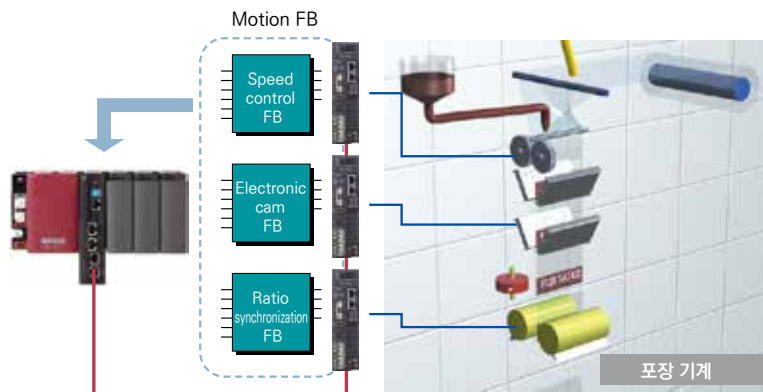 Motion FB
Speed
control
FB
Electronic
cam
FB
Ratio
synchronization
FB
포장 기계